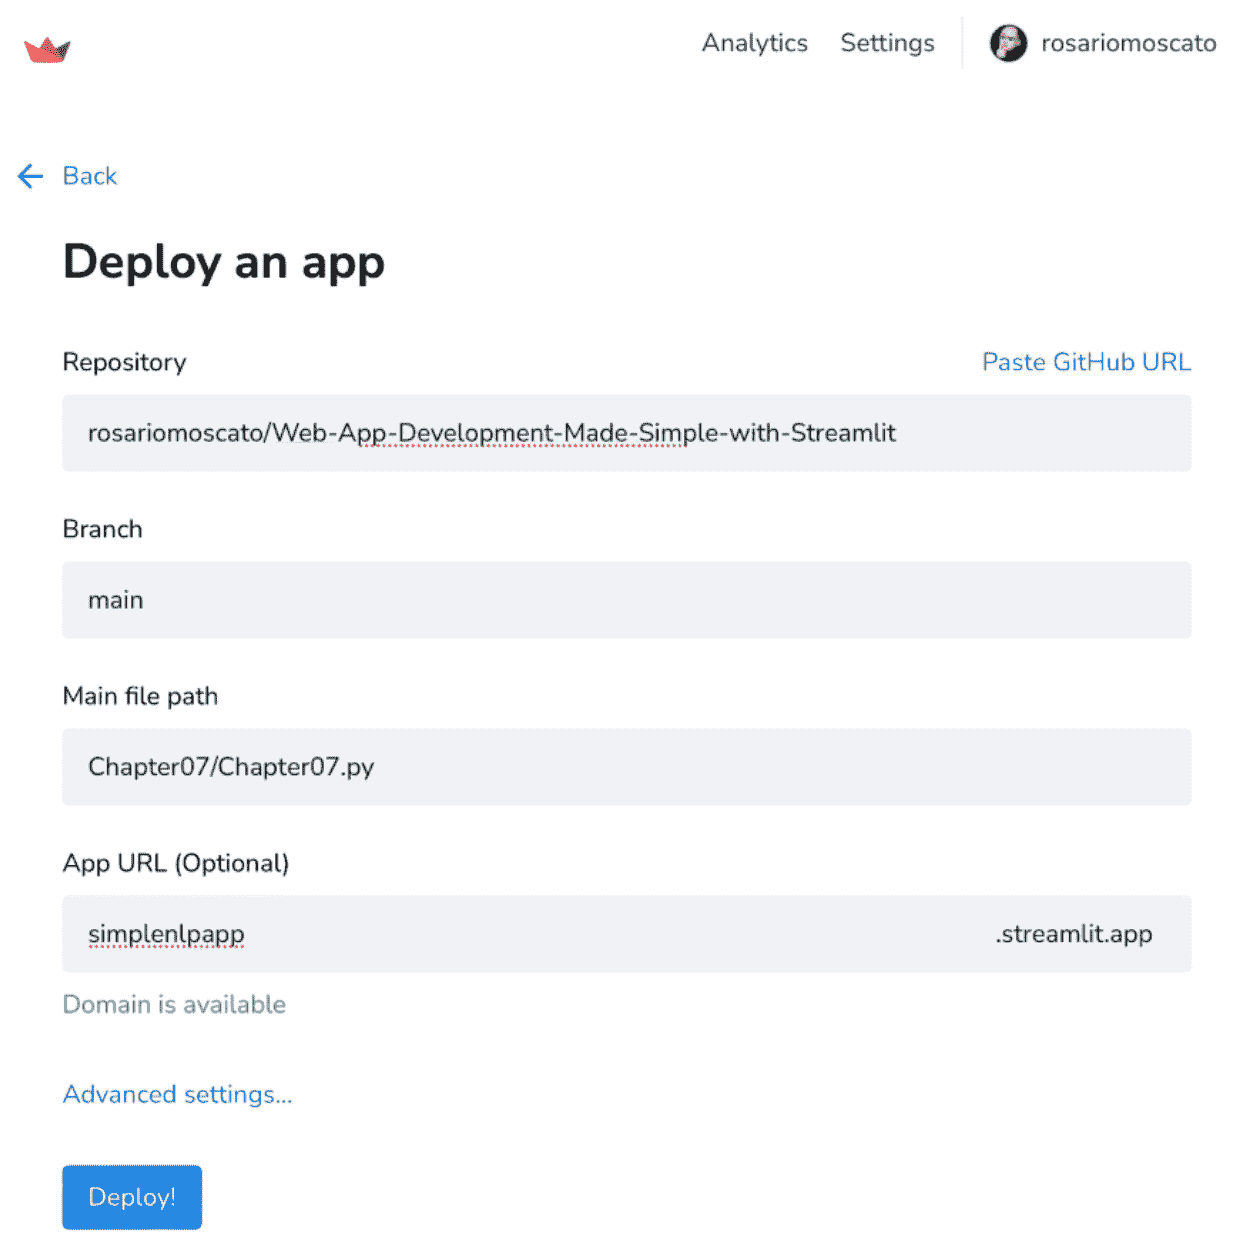 Analytics Settings rosariomoscato
Back
Deploy an app
Repository Paste GitHub URL
rosariomoscato/Web-App-Development-Made-Simple-with-Streamlit
Branch
main
Main file path
Chapter07/Chapter07.py
App URL (Optional)
simplenlpapp .streamlit.app
Domain is available
Advanced settings...
Deploy!